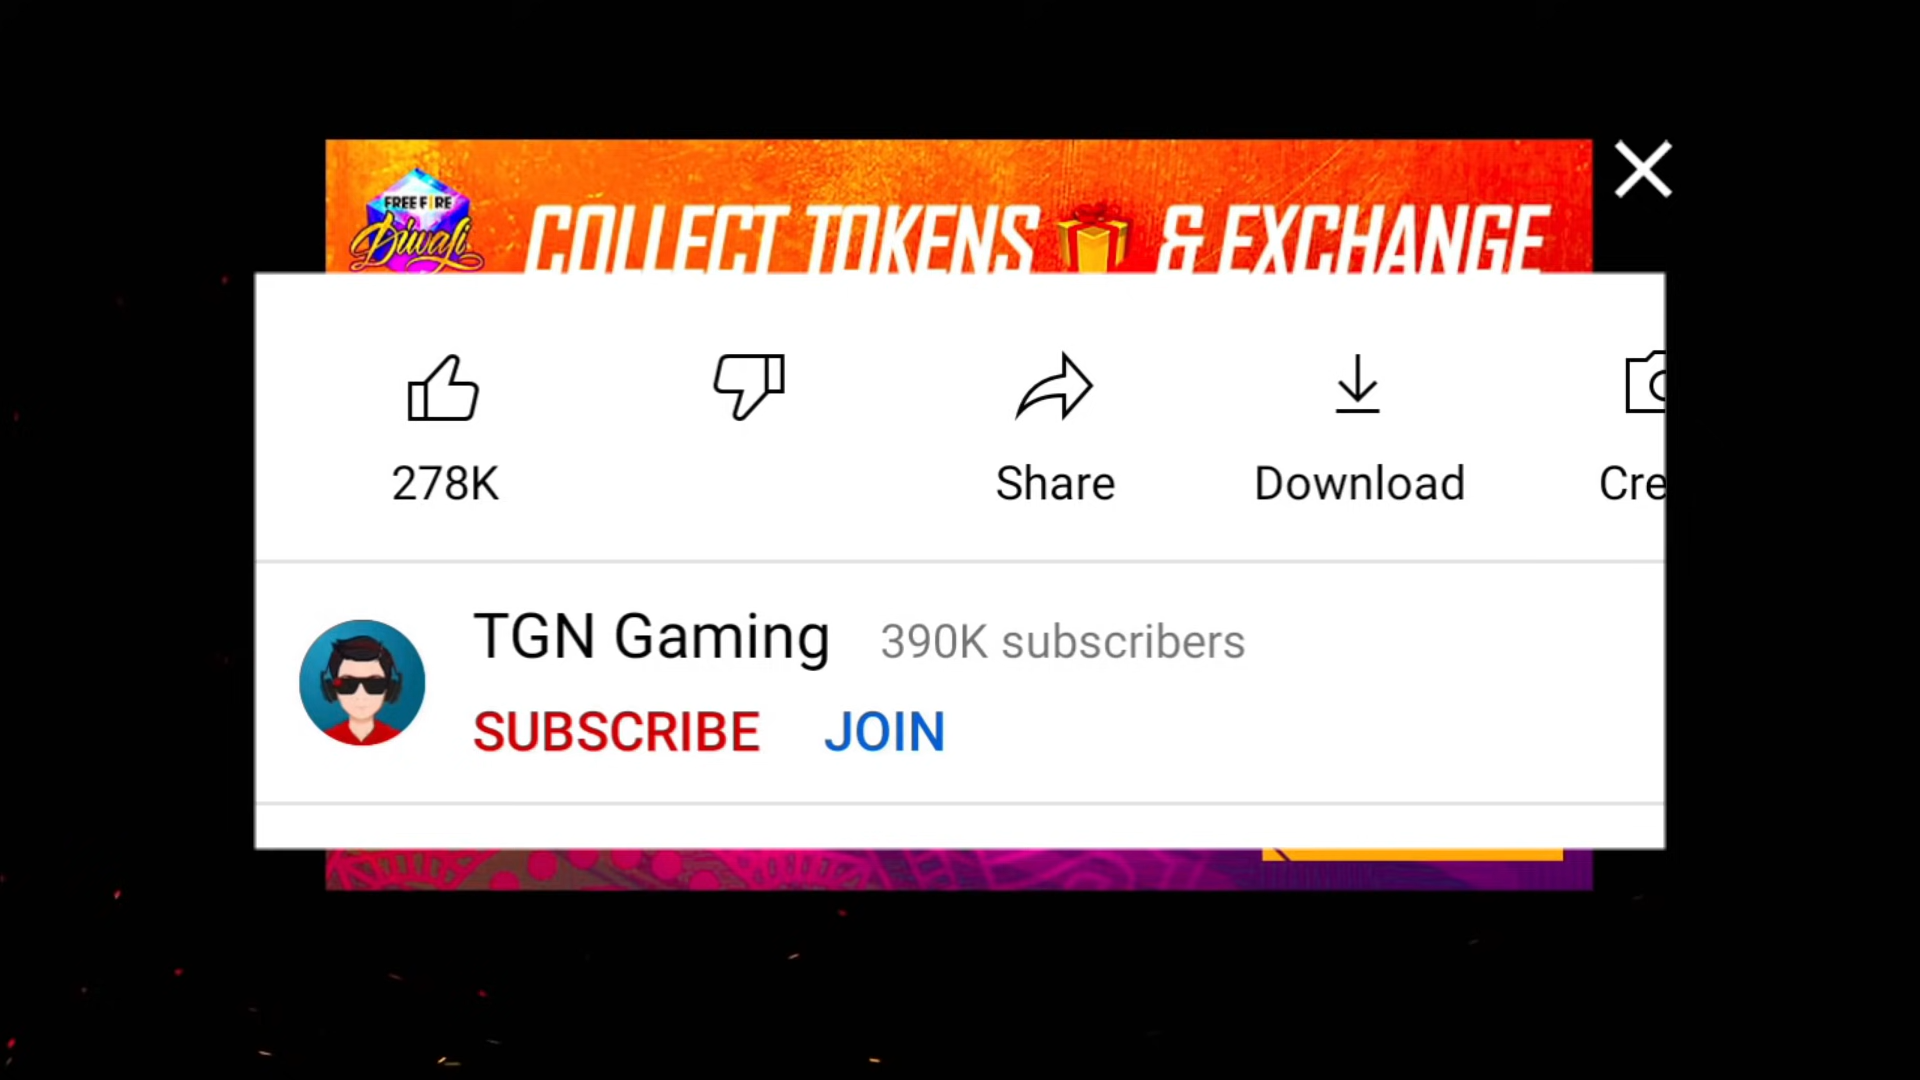 FREE FIRE
Diwali
COLLECT TOKENS & EXCHANGE
278K
Share
Download
Cre
TGN Gaming 390K subscribers
SUBSCRIBE JOIN